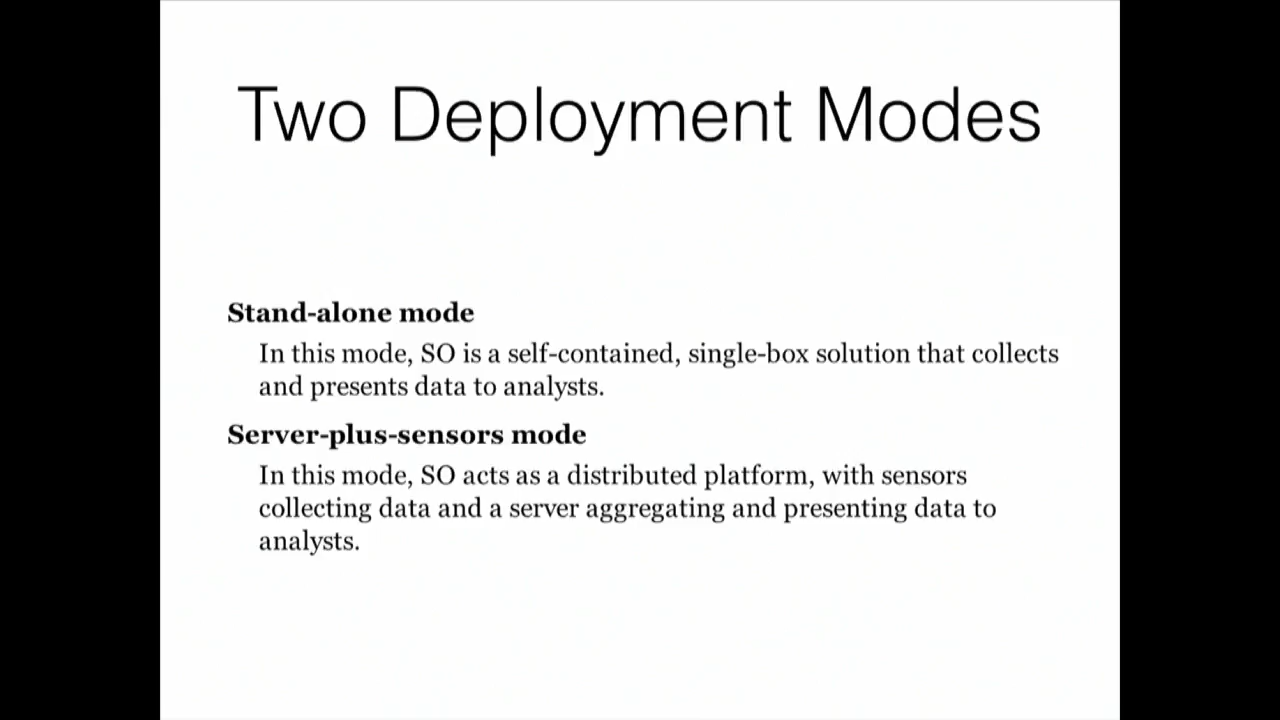 Two Deployment Modes
Stand-alone mode
In this mode, SO is a self-contained, single-box solution that collects
and presents data to analysts.
Server-plus-sensors mode
In this mode, SO acts as a distributed platform, with sensors
collecting data and a server aggregating and presenting data to
analysts.